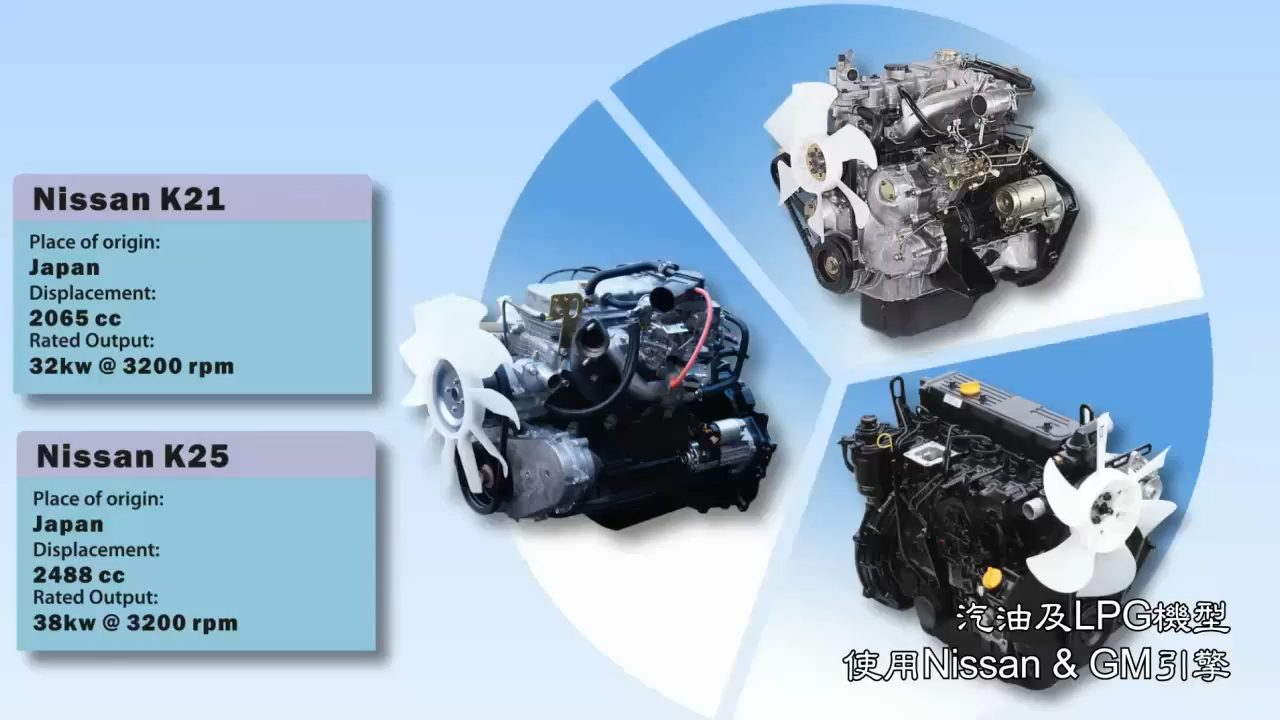 Nissan K21
Place of origin:
Japan
Displacement:
2065 cc
Rated Output:
32kw @ 3200 rpm
Nissan K25
Place of origin:
Japan
Displacement:
2488 cc
Rated Output:
38kw @ 3200 rpm
汽油及LPG機型
使用Nissan & GM引擎